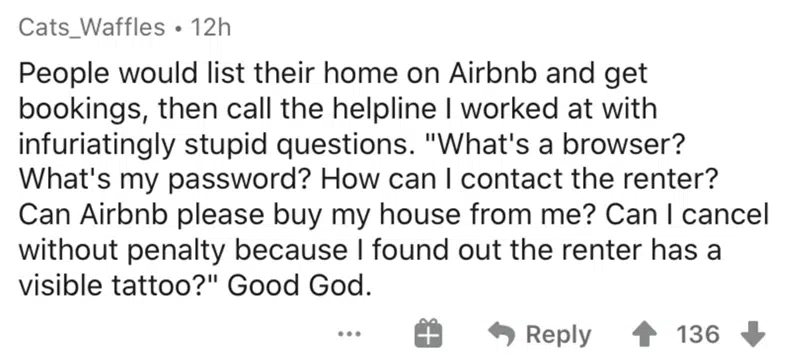 Cats_Waffles • 12h
People would list their home on Airbnb and get
bookings, then call the helpline I worked at with
infuriatingly stupid questions. "What's a browser?
What's my password? How can I contact the renter?
Can Airbnb please buy my house from me? Can I cancel
without penalty because I found out the renter has a
visible tattoo?" Good God.
... Reply 136